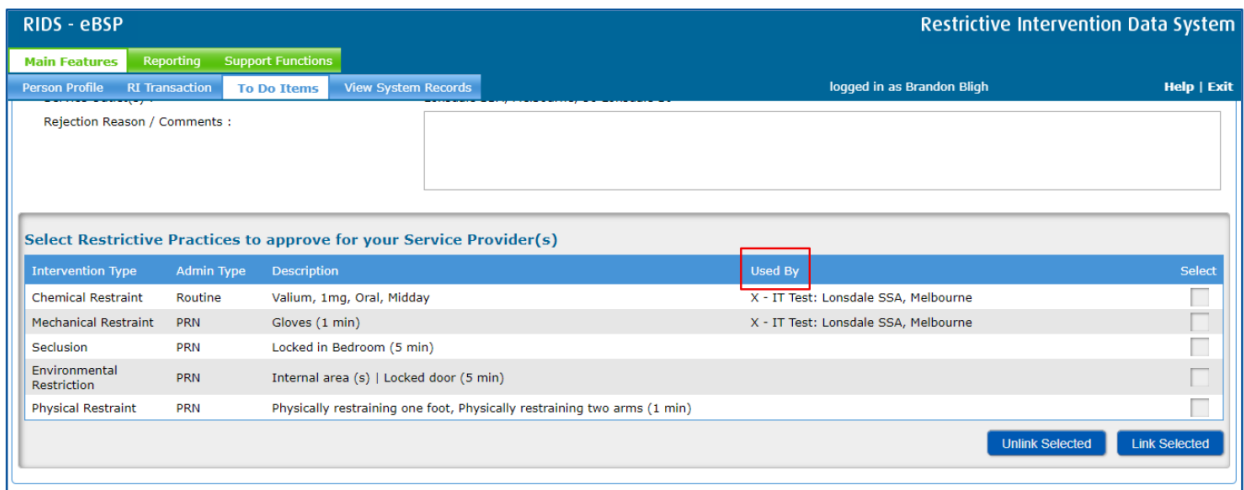 RIDS - eBSP Restrictive Intervention Data System
Main Features Reporting Support Functions
Person Profile RI Transaction To Do Items View System Records logged in as Brandon Bligh Help | Exit
Rejection Reason / Comments :
Select Restrictive Practices to approve for your Service Provider(s)
Intervention Type Admin Type Description Used By Select
Chemical Restraint Routine Valium, 1mg, Oral, Midday X - IT Test: Lonsdale SSA, Melbourne
Mechanical Restraint PRN Gloves (1 min) X - IT Test: Lonsdale SSA, Melbourne
Seclusion PRN Locked in Bedroom (5 min)
Environmental
Restriction PRN Internal area (s) | Locked door (5 min)
Physical Restraint PRN Physically restraining one foot, Physically restraining two arms (1 min)
Unlink Selected Link Selected